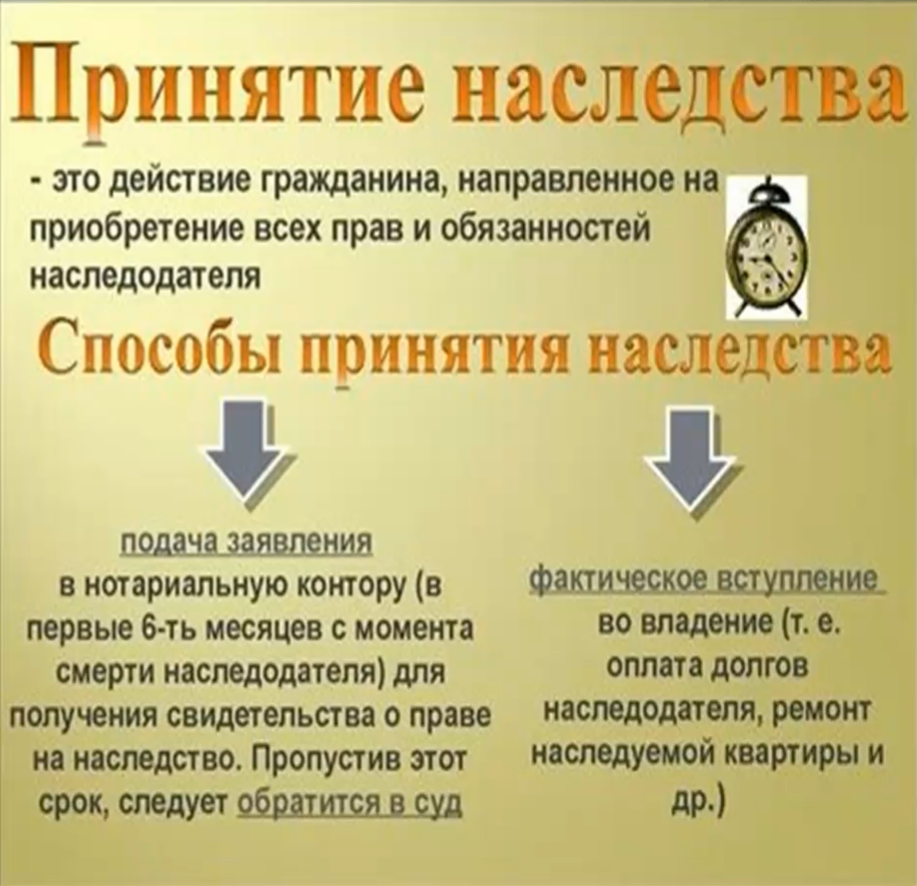 Принятие наследства
- это действие гражданина, направленное на
приобретение всех прав и обязанностей
наследодателя
Способы принятия наследства
подача заявления
в нотариальную контору (в
первые 6-ть месяцев с момента
смерти наследодателя) для
получения свидетельства о праве
на наследство. Пропустив этот
срок, следует обратится в суд
фактическое вступление
во владение (т. е.
оплата долгов
наследодателя, ремонт
наследуемой квартиры и
др.)